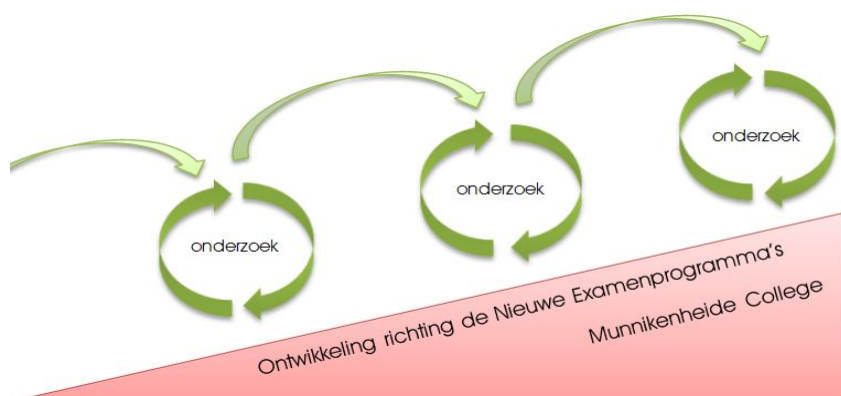 onderzoek
onderzoek
onderzoek
Ontwikkeling richting de Nieuwe Examenprogramma's
Munnikenheide College